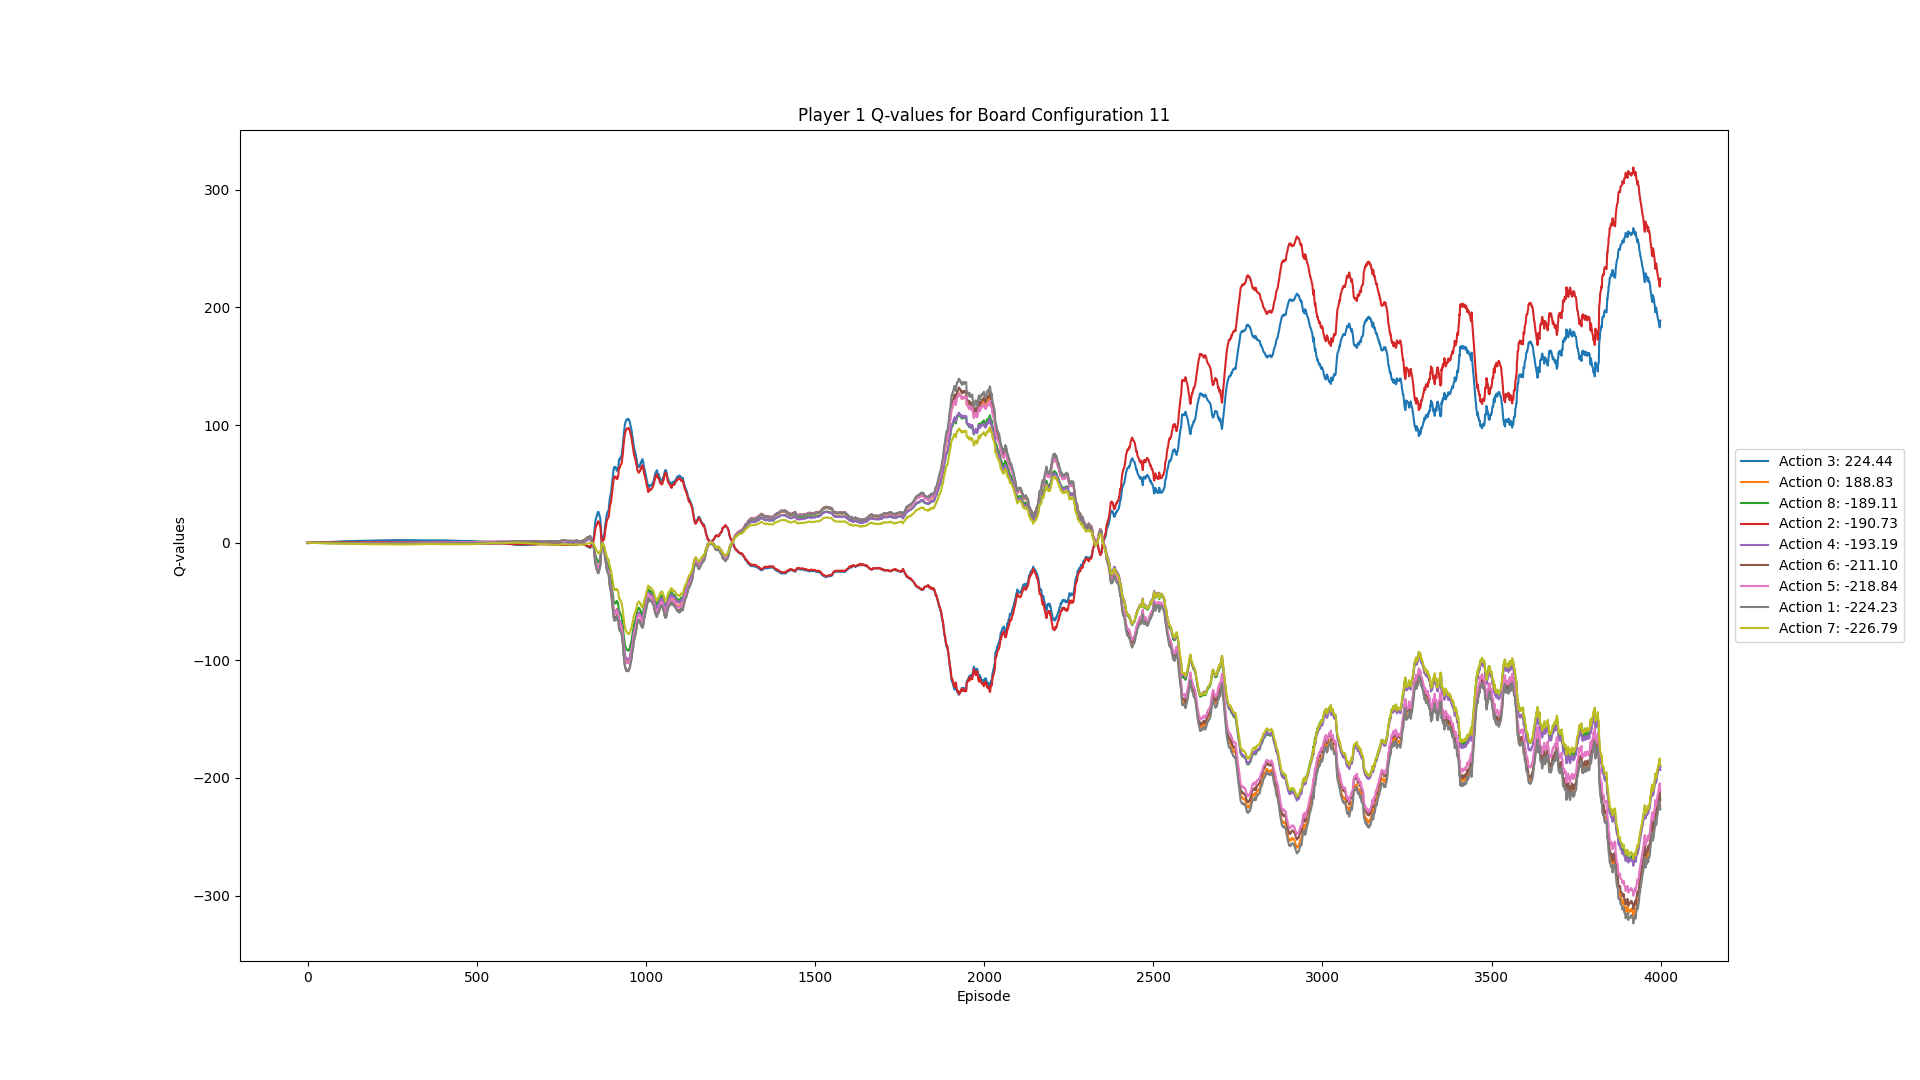 Player 1 Q-values for Board Configuration 11
300
200
100
0
−100
−200
−300
Q-values
0 500 1000 1500 2000 2500 3000 3500 4000
Episode
Action 3: 224.44
Action 0: 188.83
Action 8: -189.11
Action 2: -190.73
Action 4: -193.19
Action 6: -211.10
Action 5: -218.84
Action 1: -224.23
Action 7: -226.79